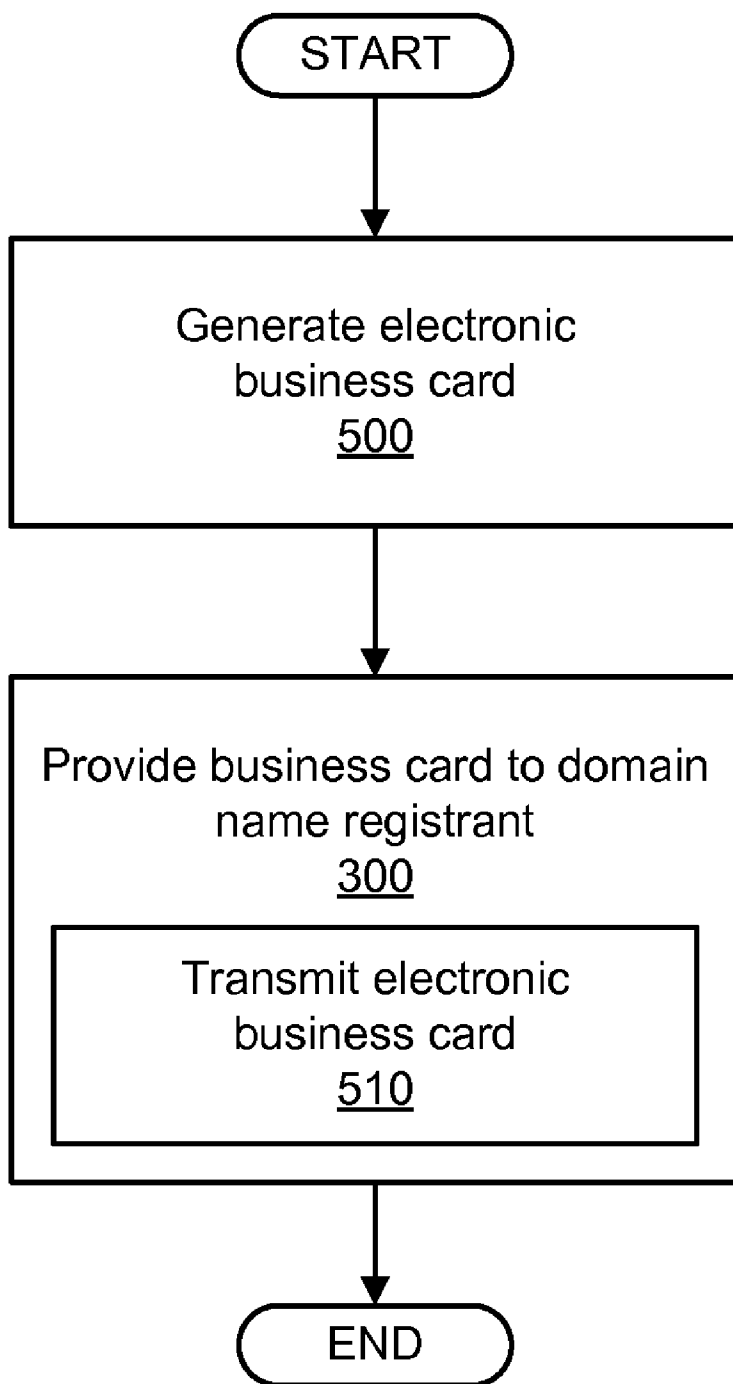 START
Generate electronic
business card
500
Provide business card to domain
name registrant
300
Transmit electronic
business card
510
END